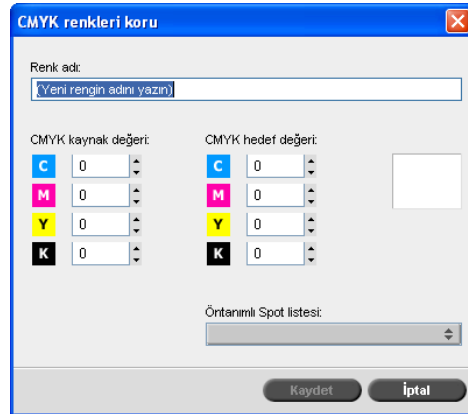 CMYK renkleri koru
Renk adı:
(Yeni rengin adını yazın)
CMYK kaynak değeri:
CMYK hedef değeri:
C 0
C 0
M 0
M 0
Y 0
Y 0
K 0
K 0
Öntanımlı Spot listesi:
Kaydet
İptal